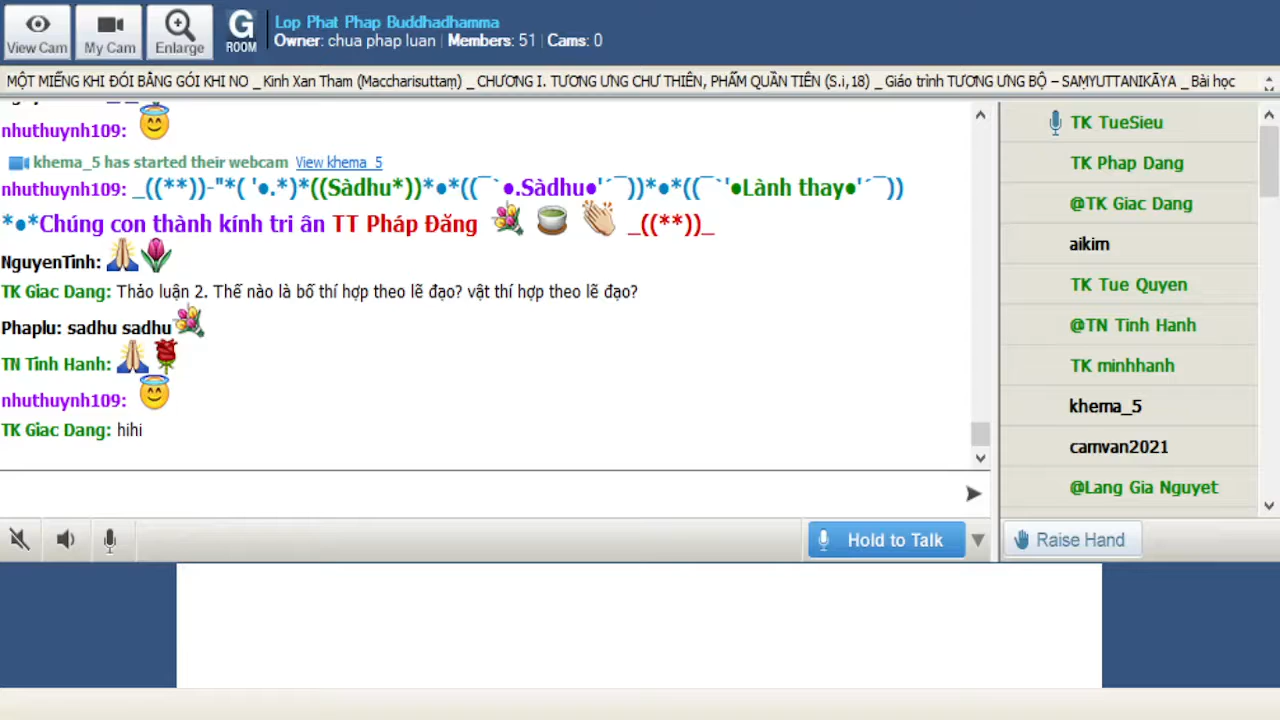 View Cam
My Cam
Enlarge
G
ROOM
Lop Phat Phap Buddhadhamma
Owner: chua phap luan | Members: 51 | Cams: 0
MỘT MIẾNG KHI ĐÓI BẰNG GÓI KHI NO _ Kinh Xan Tham (Maccharisuttaṃ) _ CHƯƠNG I. TƯƠNG ƯNG CHƯ THIÊN, PHẨM QUẦN TIÊN (S.i,18) _ Giáo trình TƯƠNG ƯNG BỘ – SAṂYUTTANIKĀYA _ Bài học
nhuthuynh109:
khema_5 has started their webcam View khema_5
nhuthuynh109: _((**))-"*( '●.*)*((Sàdhu*))*●*((¯`●.Sàdhu●'´¯))*●*((¯`'●Lành thay●'´¯))
*●*Chúng con thành kính tri ân TT Pháp Đăng _((**))_
NguyenTinh:
TK Giac Dang: Thảo luận 2. Thế nào là bố thí hợp theo lẽ đạo? vật thí hợp theo lẽ đạo?
Phaplu: sadhu sadhu
TN Tinh Hanh:
nhuthuynh109:
TK Giac Dang: hihi
TK TueSieu
TK Phap Dang
@TK Giac Dang
aikim
TK Tue Quyen
@TN Tinh Hanh
TK minhhanh
khema_5
camvan2021
@Lang Gia Nguyet
Hold to Talk
Raise Hand